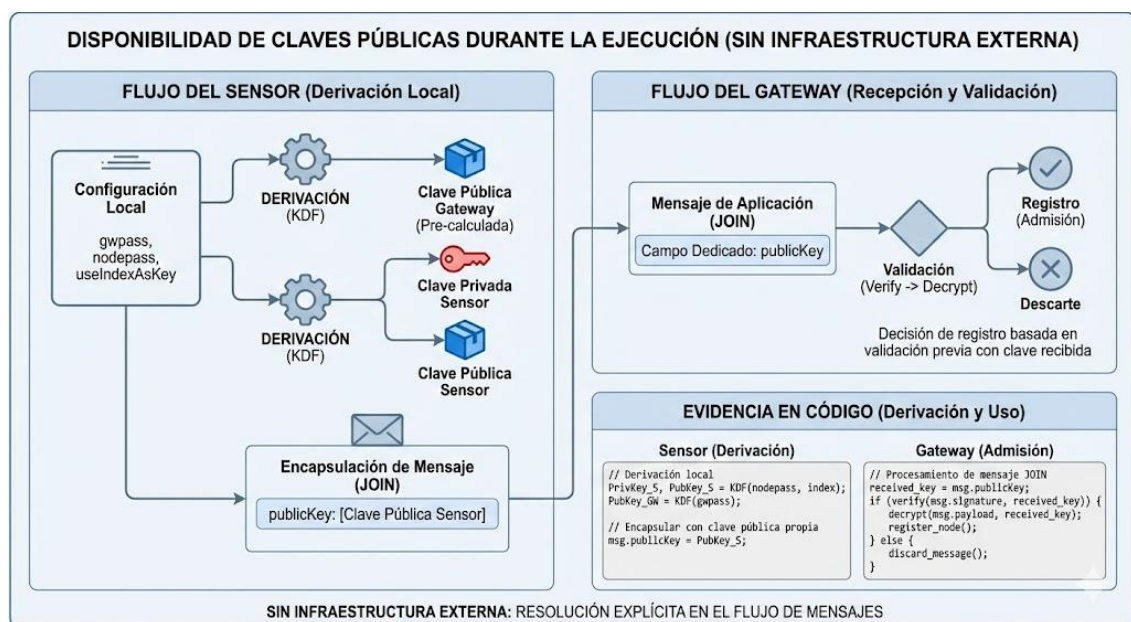 DISPONIBILIDAD DE CLAVES PÚBLICAS DURANTE LA EJECUCIÓN (SIN INFRAESTRUCTURA EXTERNA)
FLUJO DEL SENSOR (Derivación Local)
Configuración
Local
gwpass,
nodepass,
useIndexAsKey
DERIVACIÓN
(KDF)
Clave Pública
Gateway
(Pre-calculada)
DERIVACIÓN
(KDF)
Clave Privada
Sensor
Clave Pública
Sensor
Encapsulación de Mensaje
(JOIN)
publicKey: [Clave Pública Sensor]
FLUJO DEL GATEWAY (Recepción y Validación)
Mensaje de Aplicación
(JOIN)
Campo Dedicado: publicKey
Validación
(Verify -> Decrypt)
Registro
(Admisión)
Descarte
Decisión de registro basada en
validación previa con clave recibida
EVIDENCIA EN CÓDIGO (Derivación y Uso)
Sensor (Derivación)
// Derivación local
PrivKey_S, PubKey_S = KDF(nodepass, index);
PubKey_GW = KDF(gwpass);
// Encapsular con clave pública propia
msg.publicKey = PubKey_S;
Gateway (Admisión)
// Procesamiento de mensaje JOIN
received_key = msg.publicKey;
if (verify(msg.signature, received_key)) {
decrypt(msg.payload, received_key);
register_node();
} else {
discard_message();
}
SIN INFRAESTRUCTURA EXTERNA: RESOLUCIÓN EXPLÍCITA EN EL FLUJO DE MENSAJES